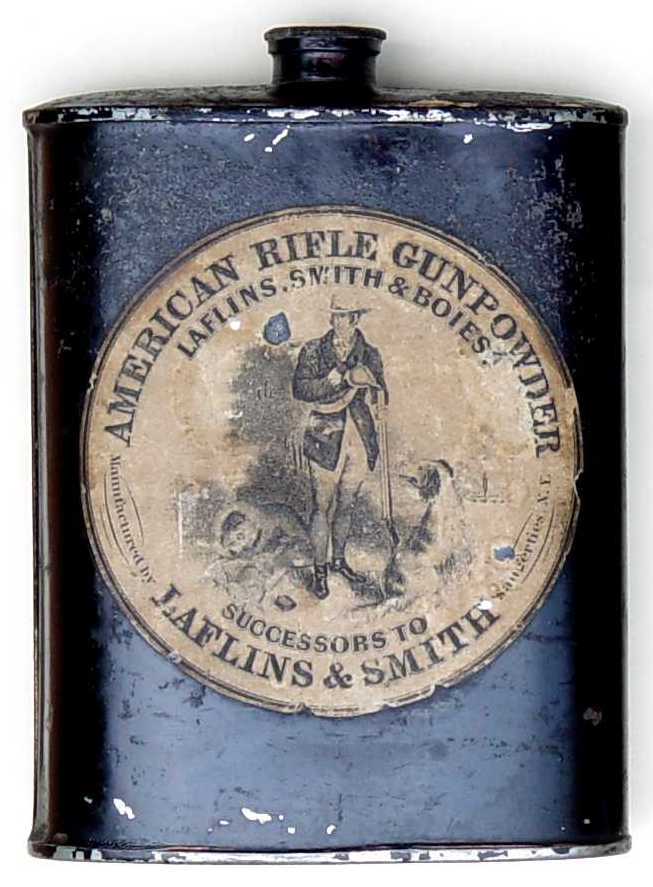 AMERICAN RIFLE GUNPOWDER
LAFLINS, SMITH & BOIES.
Manufactured by
Saugerties N.Y.
SUCCESSORS TO
LAFLINS & SMITH